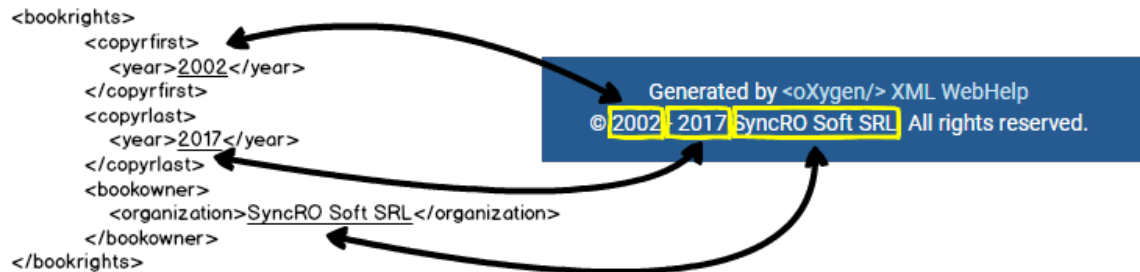 <bookrights>
<copyrfirst>
<year>2002</year>
</copyrfirst>
<copyrlast>
<year>2017</year>
</copyrlast>
<bookowner>
<organization>SyncRO Soft SRL</organization>
</bookowner>
</bookrights>
Generated by <oXygen/> XML WebHelp
© 2002 - 2017 SyncRO Soft SRL. All rights reserved.